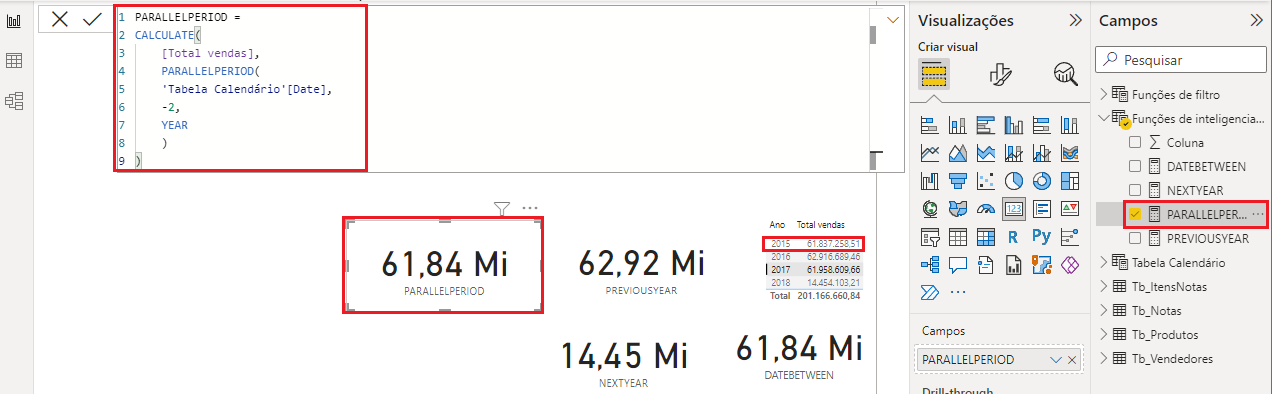 1 PARALLELPERIOD =
2 CALCULATE(
3 [Total vendas],
4 PARALLELPERIOD(
5 'Tabela Calendário'[Date],
6 -2,
7 YEAR
8 )
9 )
61,84 Mi
PARALLELPERIOD
62,92 Mi
PREVIOUSYEAR
Ano Total vendas
2015 61.837.258,51
2016 62.916.689,46
2017 61.958.609,66
2018 14.454.103,21
Total 201.166.660,84
14,45 Mi
NEXTYEAR
61,84 Mi
DATEBETWEEN
Visualizações
Criar visual
123
R Py
Campos
PARALLELPERIOD
Drill-through
Campos
Pesquisar
Funções de filtro
Funções de inteligencia...
Coluna
DATEBETWEEN
NEXTYEAR
PARALLELPER...
PREVIOUSYEAR
Tabela Calendário
Tb_ItensNotas
Tb_Notas
Tb_Produtos
Tb_Vendedores